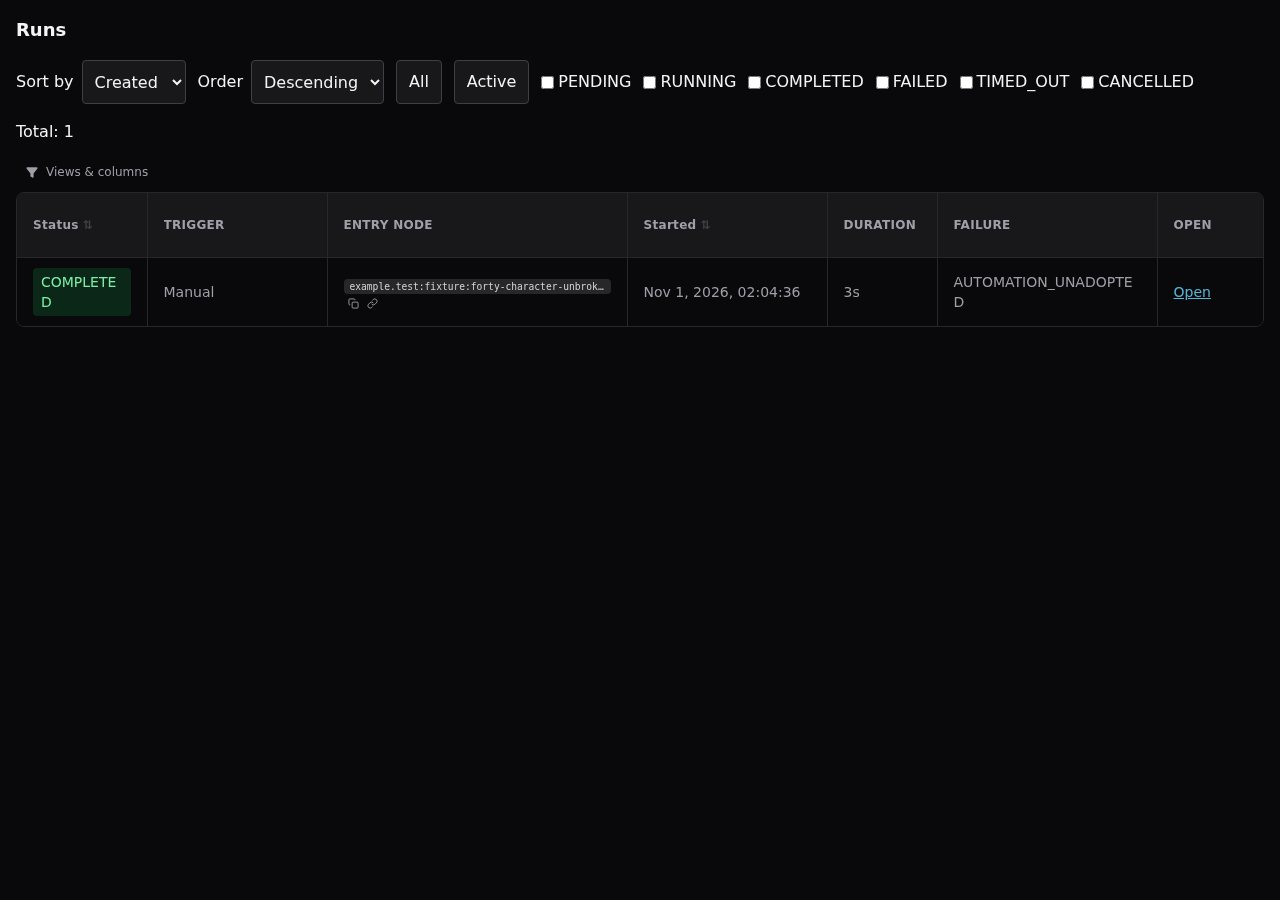 Runs
Sort by Created Order Descending All Active PENDING RUNNING COMPLETED FAILED TIMED_OUT CANCELLED
Total: 1
Views & columns
Status ⇅ TRIGGER ENTRY NODE Started ⇅ DURATION FAILURE OPEN
COMPLETE
D
Manual
example.test:fixture:forty-character-unbrok…
Nov 1, 2026, 02:04:36
3s
AUTOMATION_UNADOPTE
D
Open